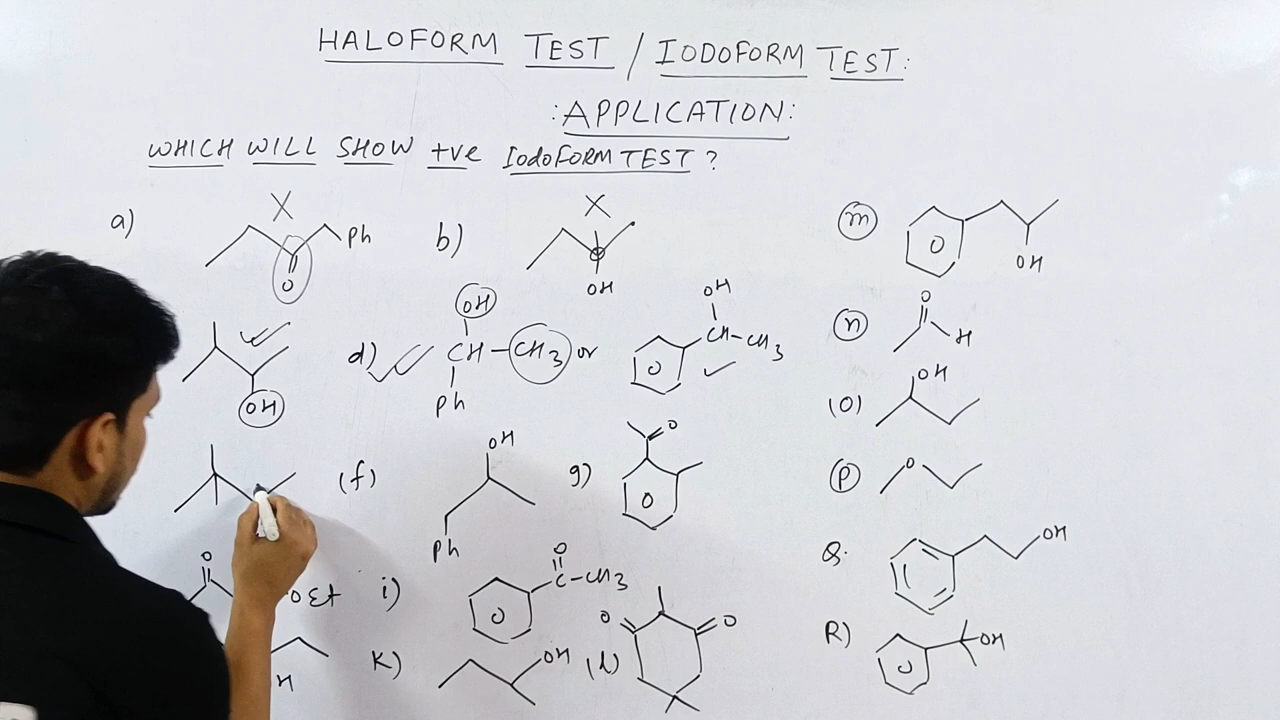 HALOFORM TEST / IODOFORM TEST:
:APPLICATION:
WHICH WILL SHOW +ve IodoFORM TEST ?
a) X Ph O
b) X OH
OH
d) OH CH-CH3 or Ph
OH CH-CH3
(f) OH Ph
g) O
O OEt
i) O C-CH3
H
K) OH
(l) O O
m OH
n O H
(O) OH
P O
Q. OH
R) OH